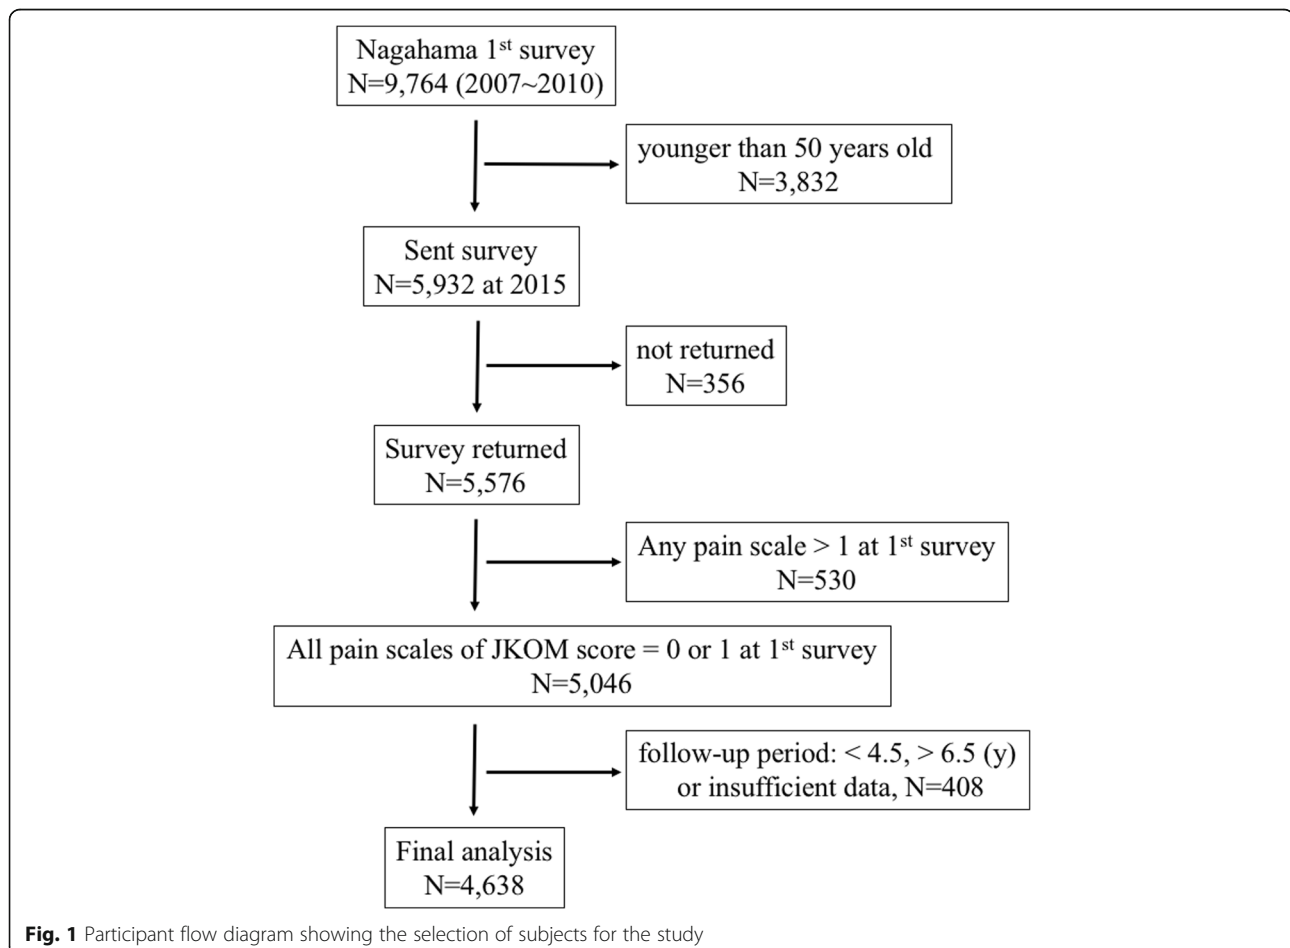 Nagahama 1st survey
N=9,764 (2007~2010)
younger than 50 years old
N=3,832
Sent survey
N=5,932 at 2015
not returned
N=356
Survey returned
N=5,576
Any pain scale > 1 at 1st survey
N=530
All pain scales of JKOM score = 0 or 1 at 1st survey
N=5,046
follow-up period: < 4.5, > 6.5 (y)
or insufficient data, N=408
Final analysis
N=4,638
Fig. 1 Participant flow diagram showing the selection of subjects for the study